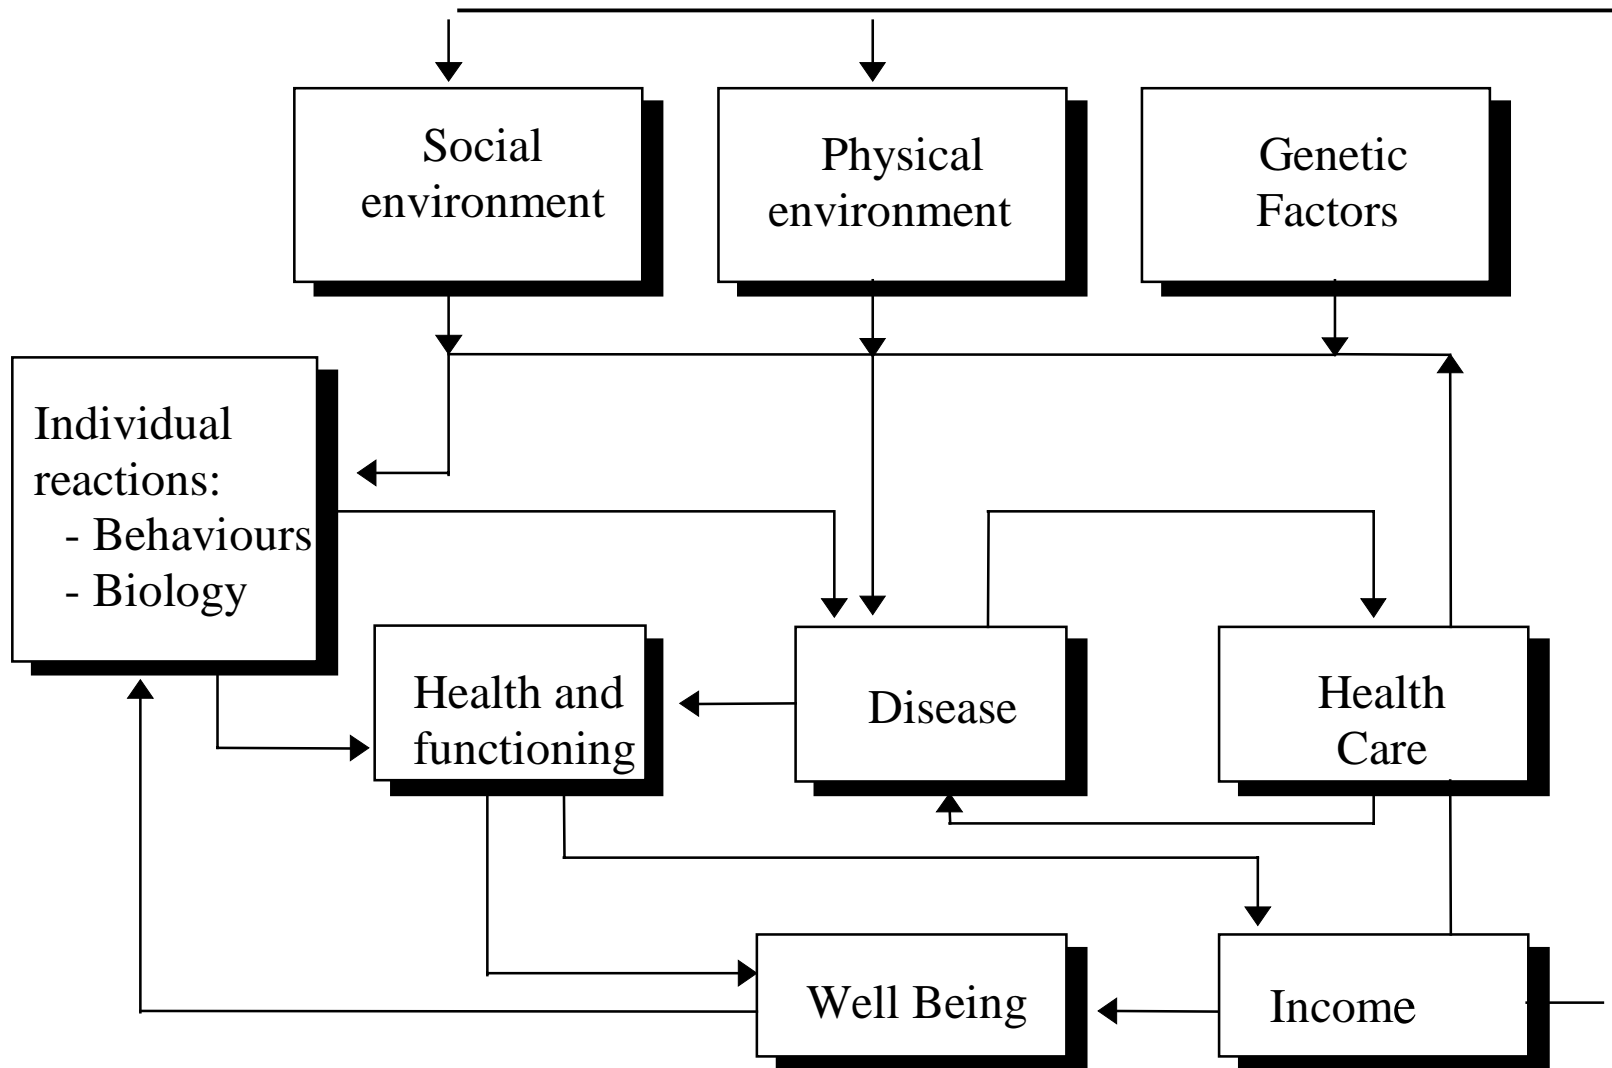 Social
environment
Physical
environment
Genetic
Factors
Individual
reactions:
- Behaviours
- Biology
Health and
functioning
Disease
Health
Care
Well Being
Income